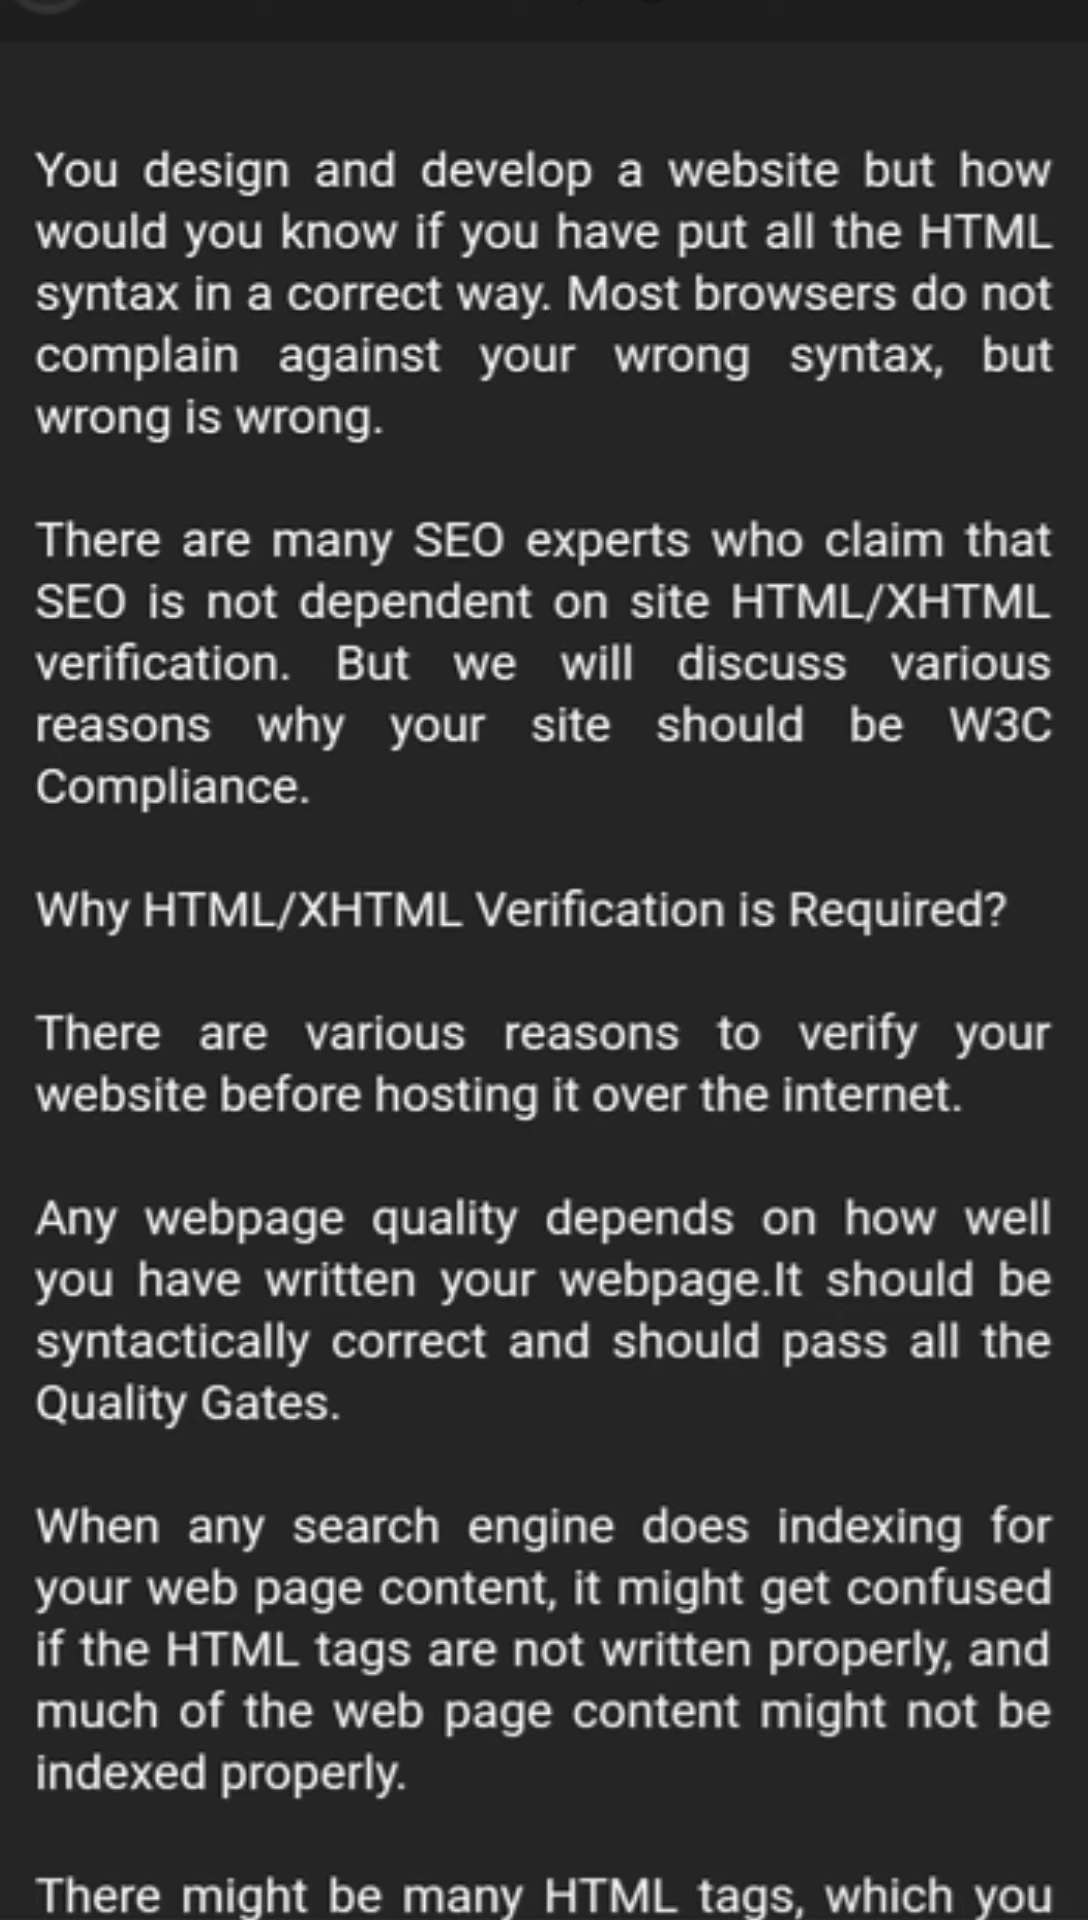 You design and develop a website but how
would you know if you have put all the HTML
syntax in a correct way. Most browsers do not
complain against your wrong syntax, but
wrong is wrong.
There are many SEO experts who claim that
SEO is not dependent on site HTML/XHTML
verification. But we will discuss various
reasons why your site should be W3C
Compliance.
Why HTML/XHTML Verification is Required?
There are various reasons to verify your
website before hosting it over the internet.
Any webpage quality depends on how well
you have written your webpage.It should be
syntactically correct and should pass all the
Quality Gates.
When any search engine does indexing for
your web page content, it might get confused
if the HTML tags are not written properly, and
much of the web page content might not be
indexed properly.
There might be many HTML tags, which you